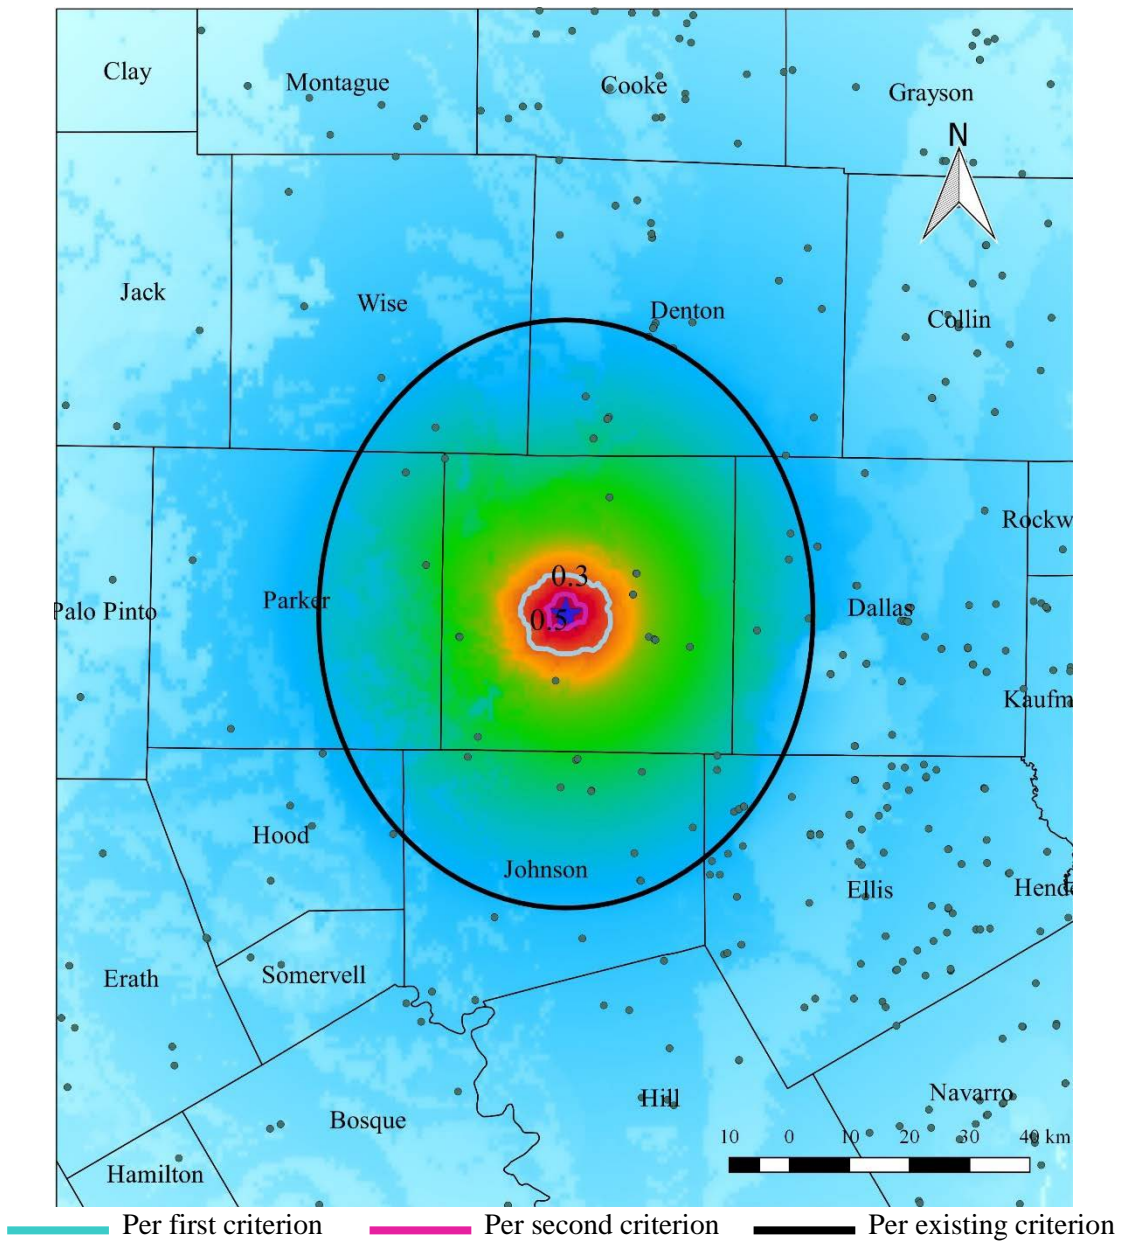 Clay
Montague
Cooke
Grayson
N
Jack
Wise
Denton
Collin
Rockw
0.3
Palo Pinto
Parker
0.5
Dallas
Kaufm
Hood
Johnson
Ellis
Hende
Erath
Somervell
Bosque
Hill
Navarro
10 0 10 20 30 40 km
Hamilton
Per first criterion Per second criterion Per existing criterion